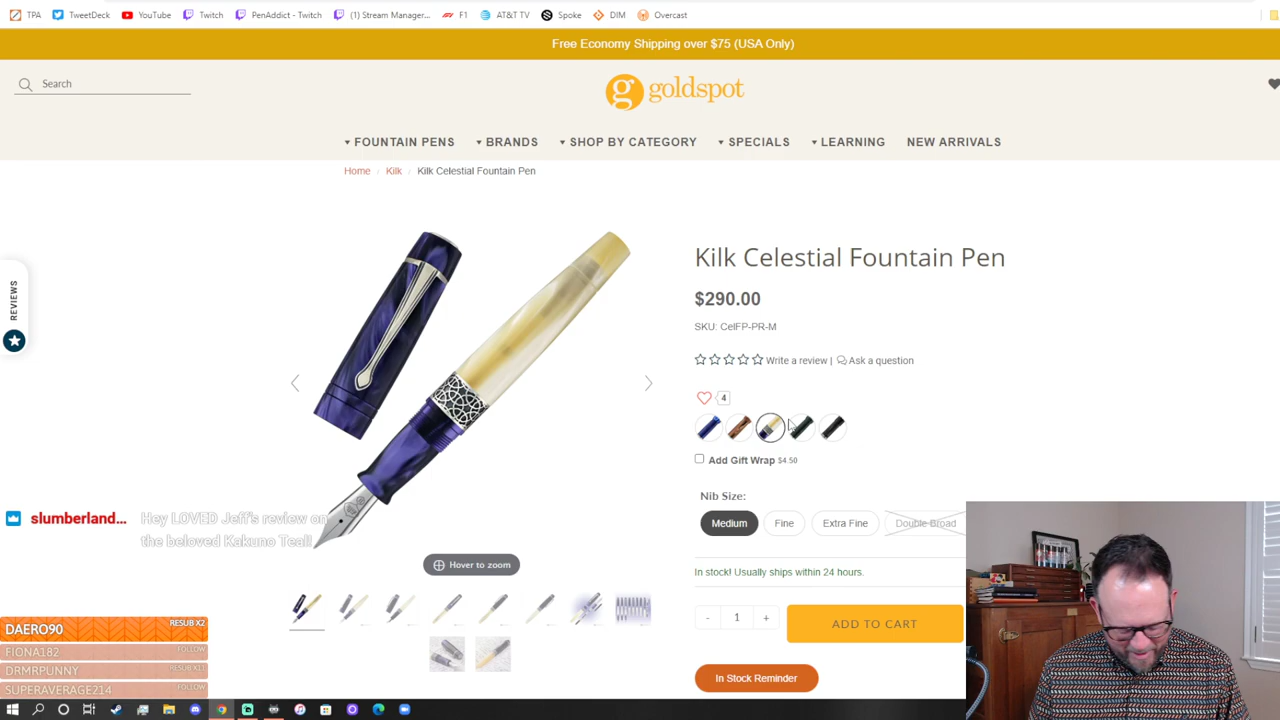 TPA TweetDeck YouTube Twitch PenAddict - Twitch (1) Stream Manager... F1 AT&T TV Spoke DIM Overcast
Free Economy Shipping over $75 (USA Only)
Search
g goldspot
FOUNTAIN PENS BRANDS SHOP BY CATEGORY SPECIALS LEARNING NEW ARRIVALS
Home / Kilk / Kilk Celestial Fountain Pen
REVIEWS
Kilk Celestial Fountain Pen
$290.00
SKU: CelFP-PR-M
Write a review | Ask a question
4
Add Gift Wrap $4.50
Nib Size:
Medium Fine Extra Fine Double Broad
slumberland... Hey LOVED Jeff's review on
the beloved Kakuno Teal!
Hover to zoom
In stock! Usually ships within 24 hours.
- 1 + ADD TO CART
In Stock Reminder
DAERO90 RESUB X2
FIONA182 FOLLOW
DRMRPUNNY RESUB X11
SUPERAVERAGE214 FOLLOW